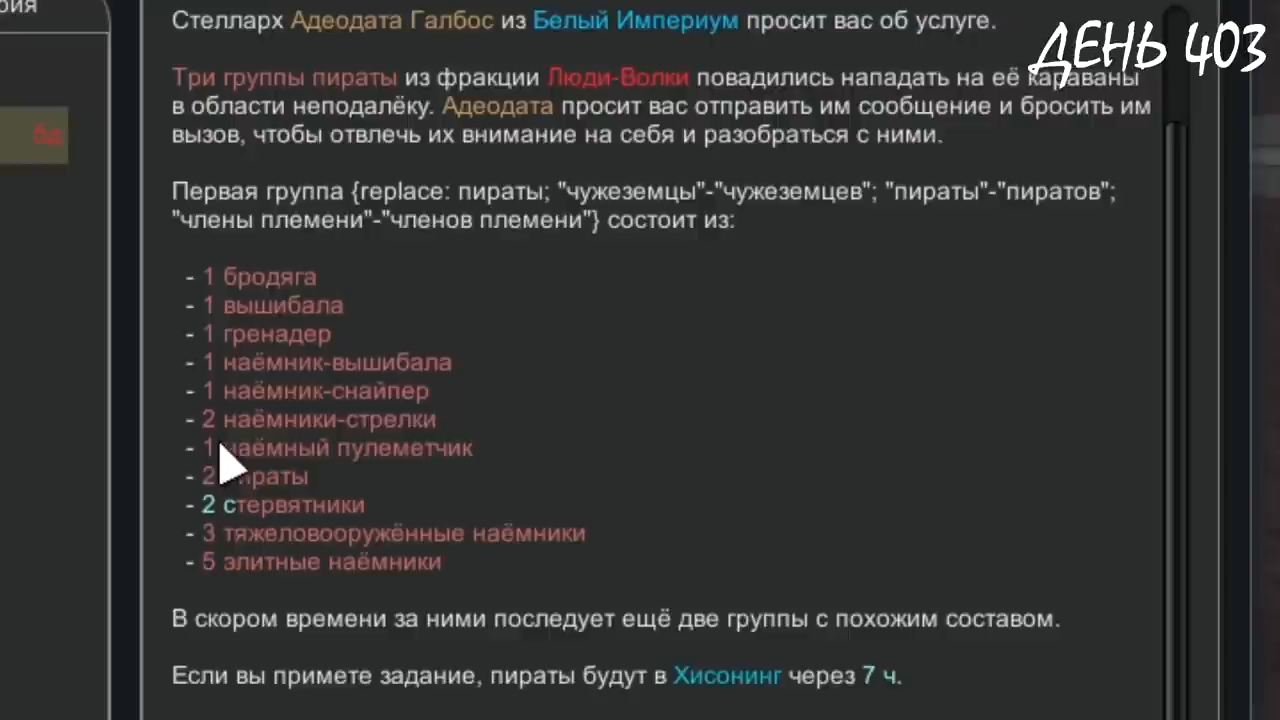 рия
Стелларх Адеодата Галбос из Белый Империум просит вас об услуге.
ДЕНЬ 403
Три группы пираты из фракции Люди-Волки повадились нападать на её караваны
в области неподалёку. Адеодата просит вас отправить им сообщение и бросить им
вызов, чтобы отвлечь их внимание на себя и разобраться с ними.
бд
Первая группа {replace: пираты; "чужеземцы"-"чужеземцев"; "пираты"-"пиратов";
"члены племени"-"членов племени"} состоит из:
- 1 бродяга
- 1 вышибала
- 1 гренадер
- 1 наёмник-вышибала
- 1 наёмник-снайпер
- 2 наёмники-стрелки
- 1 наёмный пулеметчик
- 2 пираты
- 2 стервятники
- 3 тяжеловооружённые наёмники
- 5 элитные наёмники
В скором времени за ними последует ещё две группы с похожим составом.
Если вы примете задание, пираты будут в Хисонинг через 7 ч.